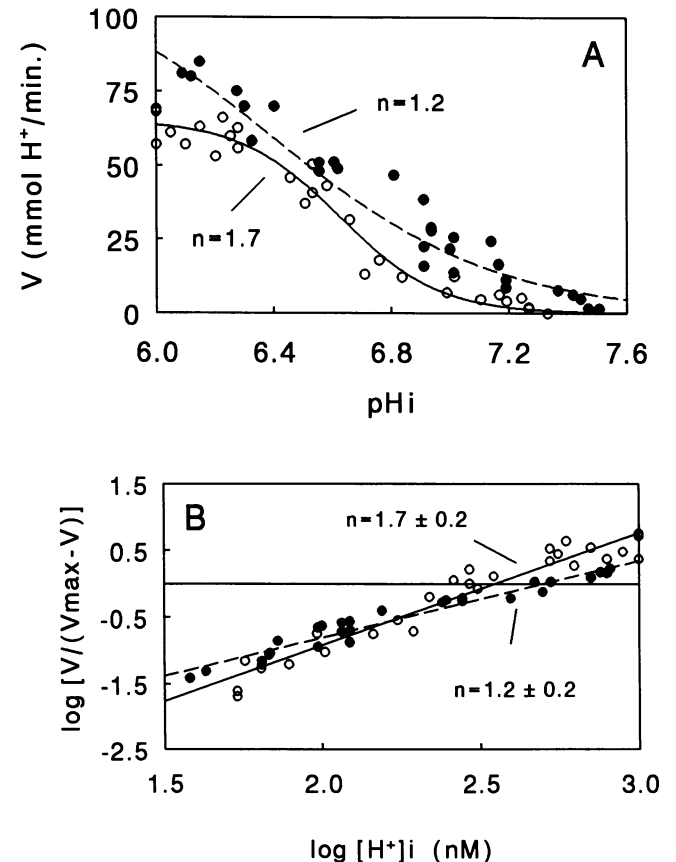 100
A
75
n=1.2
50
V (mmol H⁺/min.)
n=1.7
25
0
6.0 6.4 6.8 7.2 7.6
pHi
1.5
B
n=1.7 ± 0.2
0.5
log [V/(Vmax-V)]
-0.5
n=1.2 ± 0.2
-1.5
-2.5
1.5 2.0 2.5 3.0
log [H⁺]i (nM)